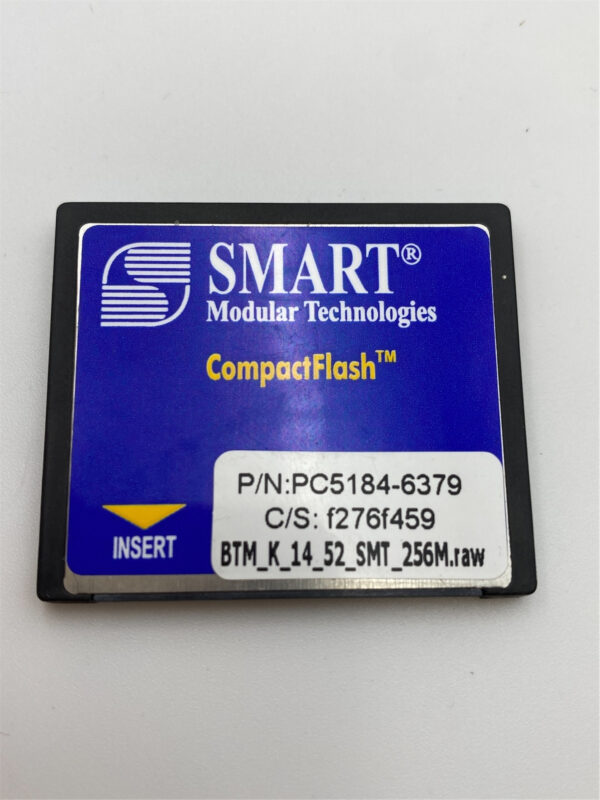 SMART®
Modular Technologies
CompactFlash™
P/N:PC5184-6379
C/S: f276f459
BTM_K_14_52_SMT_256M.raw
INSERT